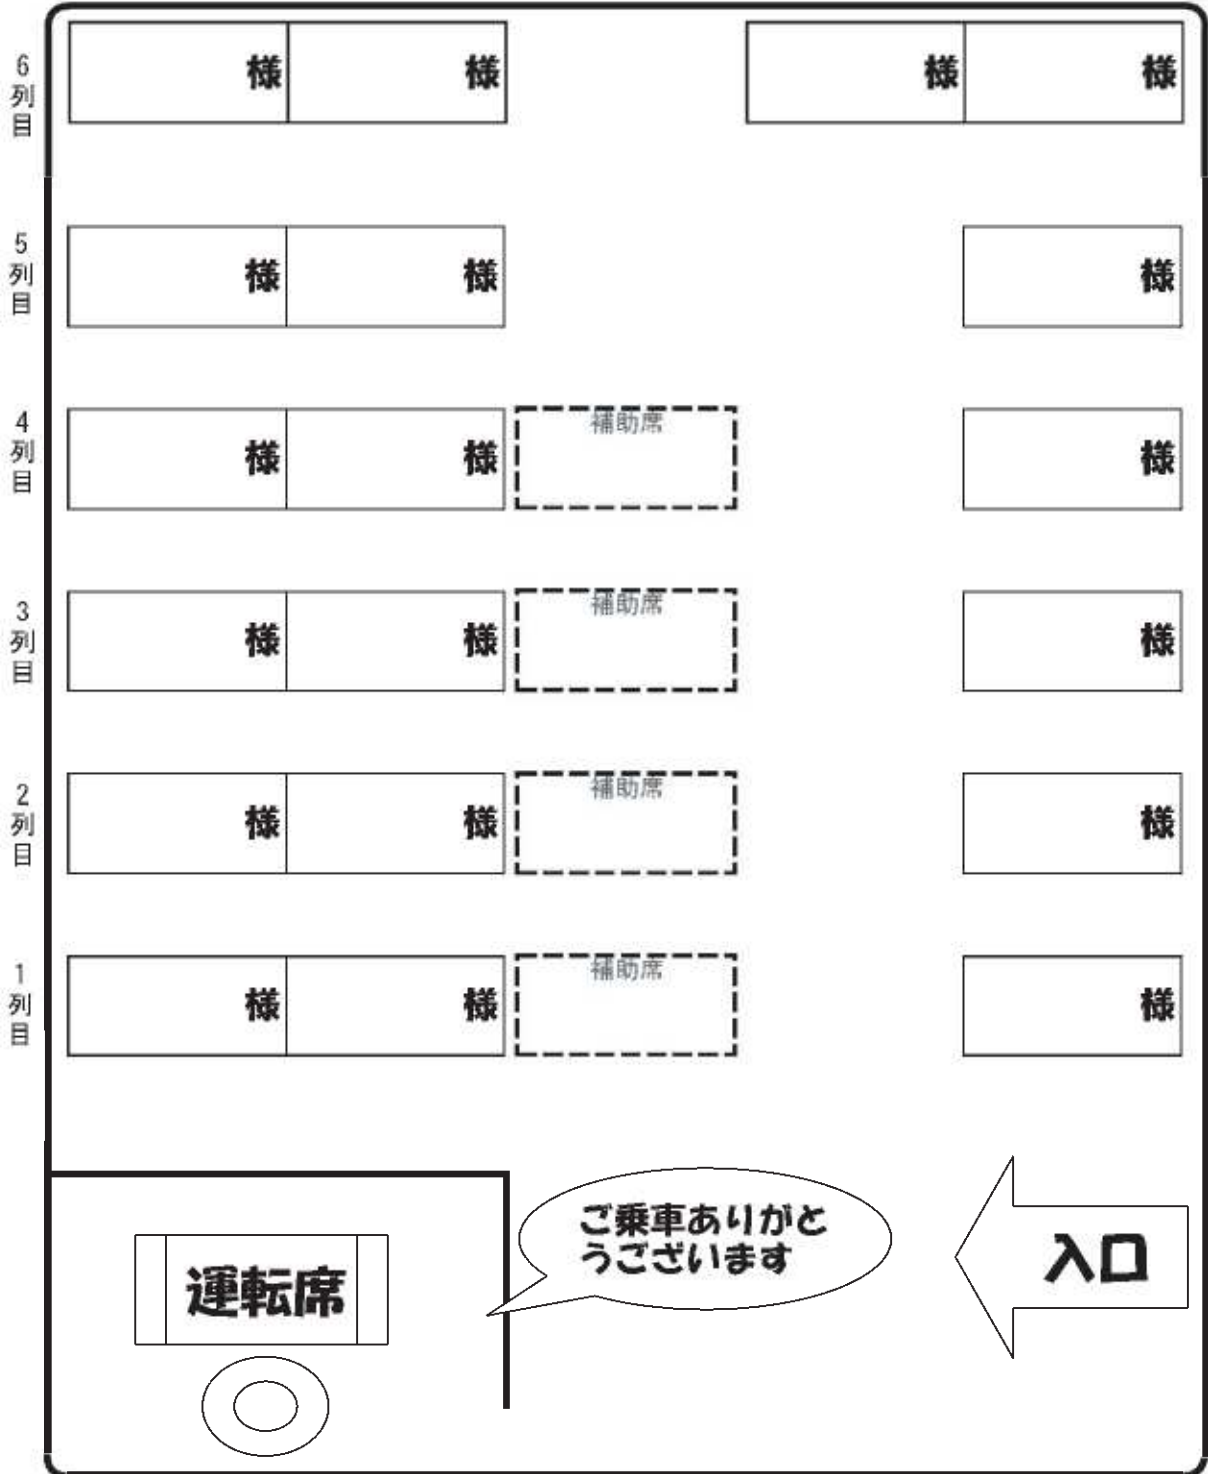 6列目
様 様 様 様
5列目
様 様 様
4列目
様 様 補助席 様
3列目
様 様 補助席 様
2列目
様 様 補助席 様
1列目
様 様 補助席 様
ご乗車ありがと
うございます
入口
運転席